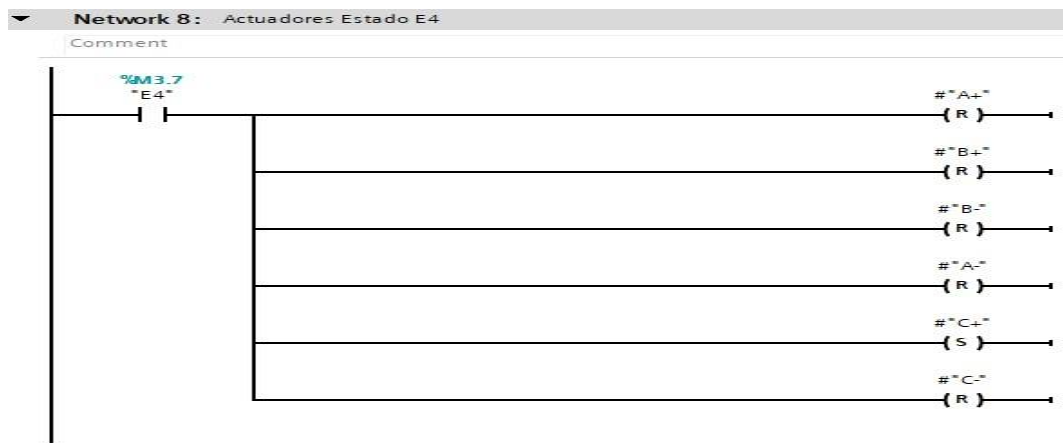 Network 8: Actuadores Estado E4
Comment
%M3.7
"E4"
#"A+"
( R )
#"B+"
( R )
#"B-"
( R )
#"A-"
( R )
#"C+"
( S )
#"C-"
( R )